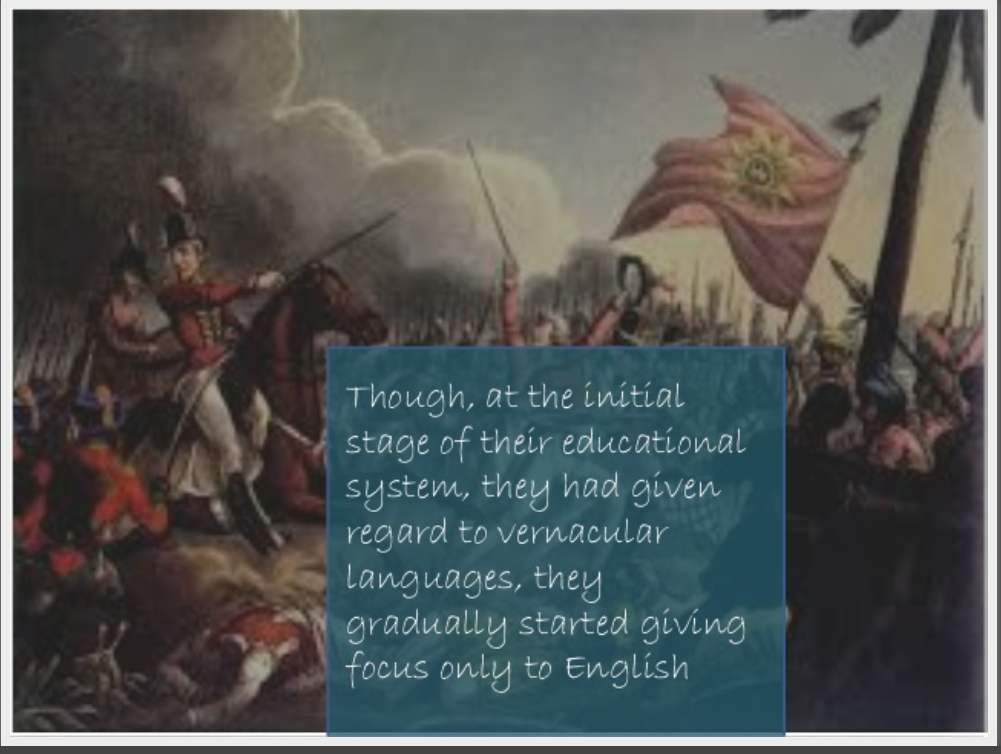 Though, at the initial
stage of their educational
system, they had given
regard to vernacular
languages, they
gradually started giving
focus only to English